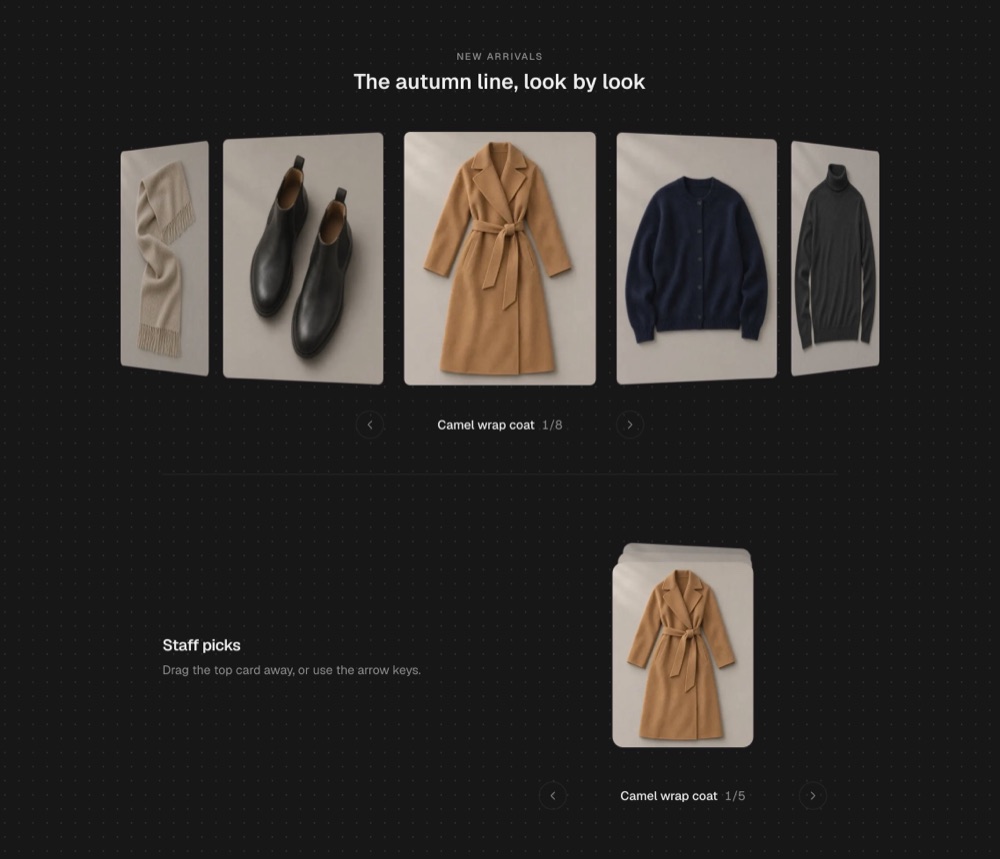 NEW ARRIVALS
The autumn line, look by look
Camel wrap coat 1/8
Staff picks
Drag the top card away, or use the arrow keys.
Camel wrap coat 1/5